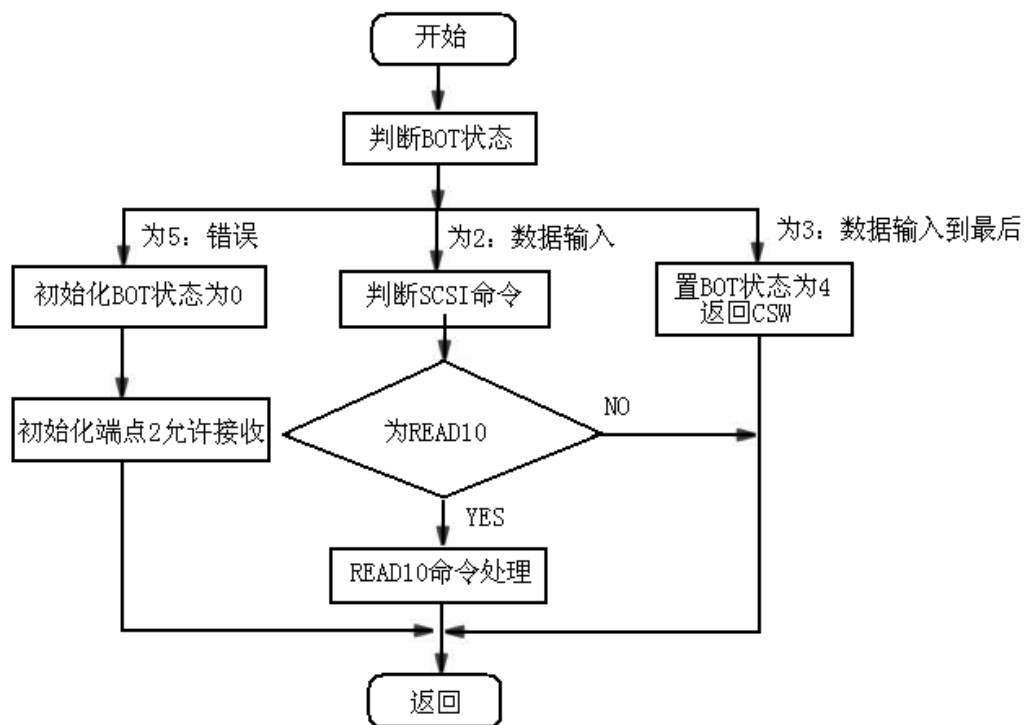 开始
判断BOT状态
为5：错误
为2：数据输入
为3：数据输入到最后
初始化BOT状态为0
判断SCSI命令
置BOT状态为4
返回CSW
初始化端点2允许接收
为READ10
NO
YES
READ10命令处理
返回